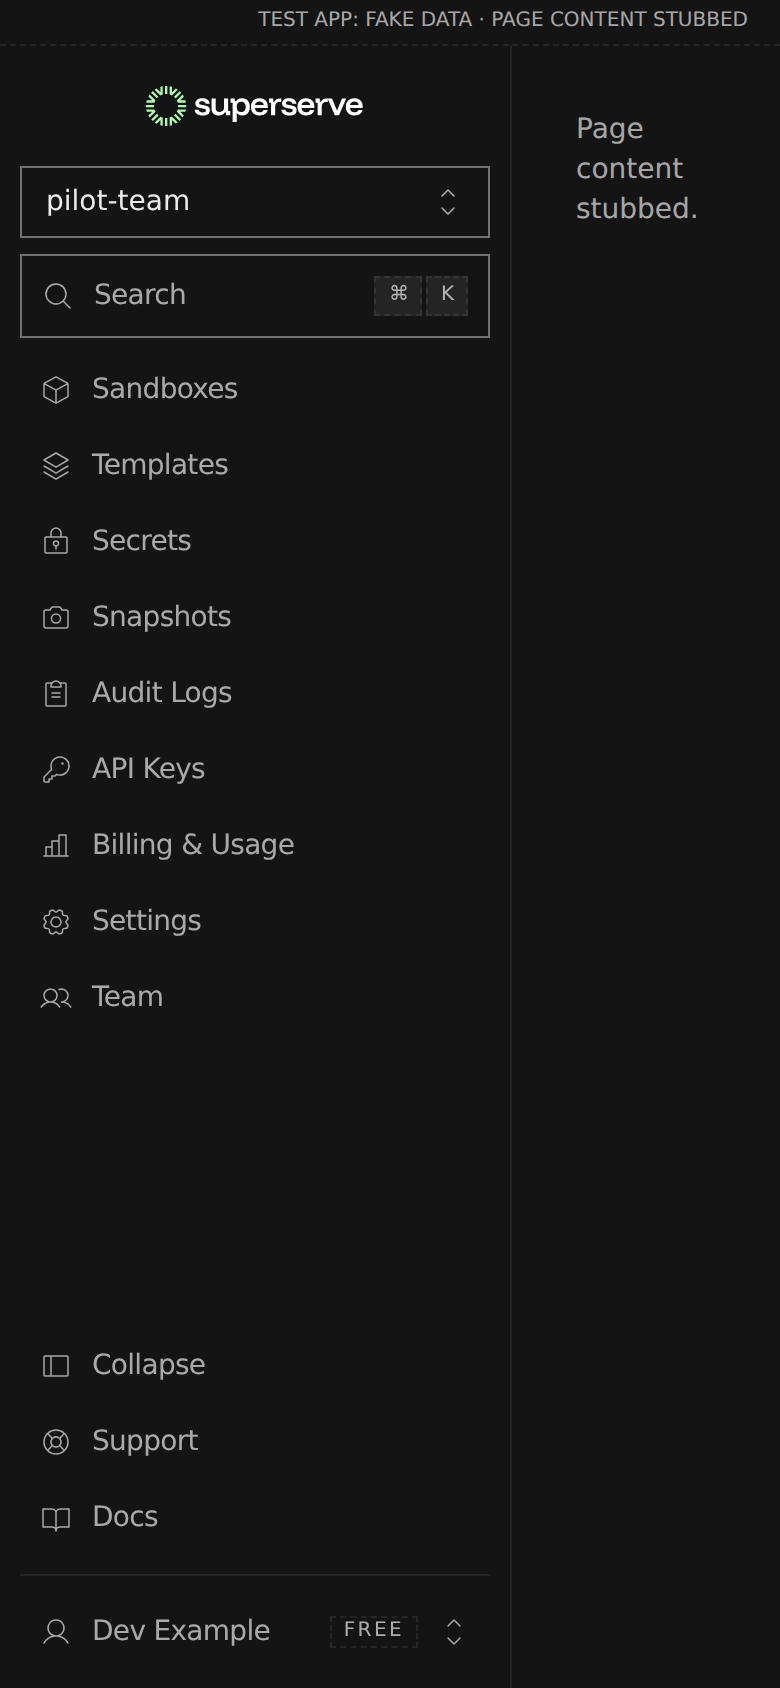 TEST APP: FAKE DATA · PAGE CONTENT STUBBED
superserve
pilot-team
Search ⌘ K
Sandboxes
Templates
Secrets
Snapshots
Audit Logs
API Keys
Billing & Usage
Settings
Team
Collapse
Support
Docs
Dev Example FREE
Page
content
stubbed.